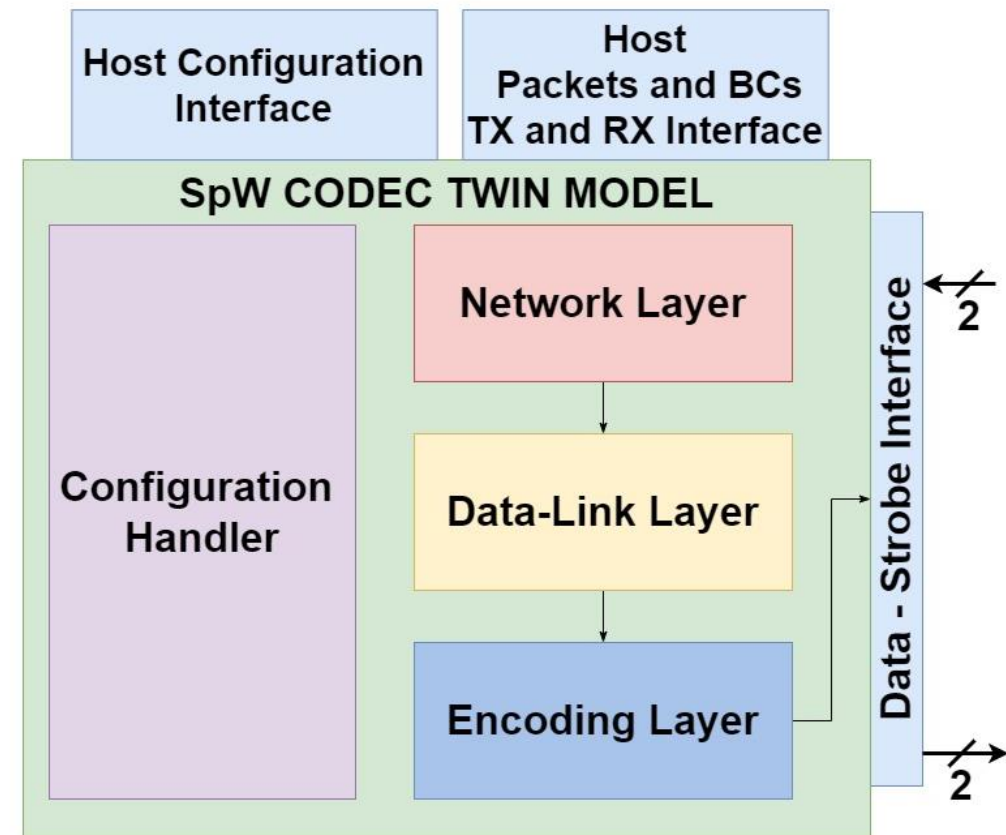 Host Configuration
Interface
Host
Packets and BCs
TX and RX Interface
SpW CODEC TWIN MODEL
Configuration
Handler
Network Layer
Data-Link Layer
Encoding Layer
Data - Strobe Interface
2
2